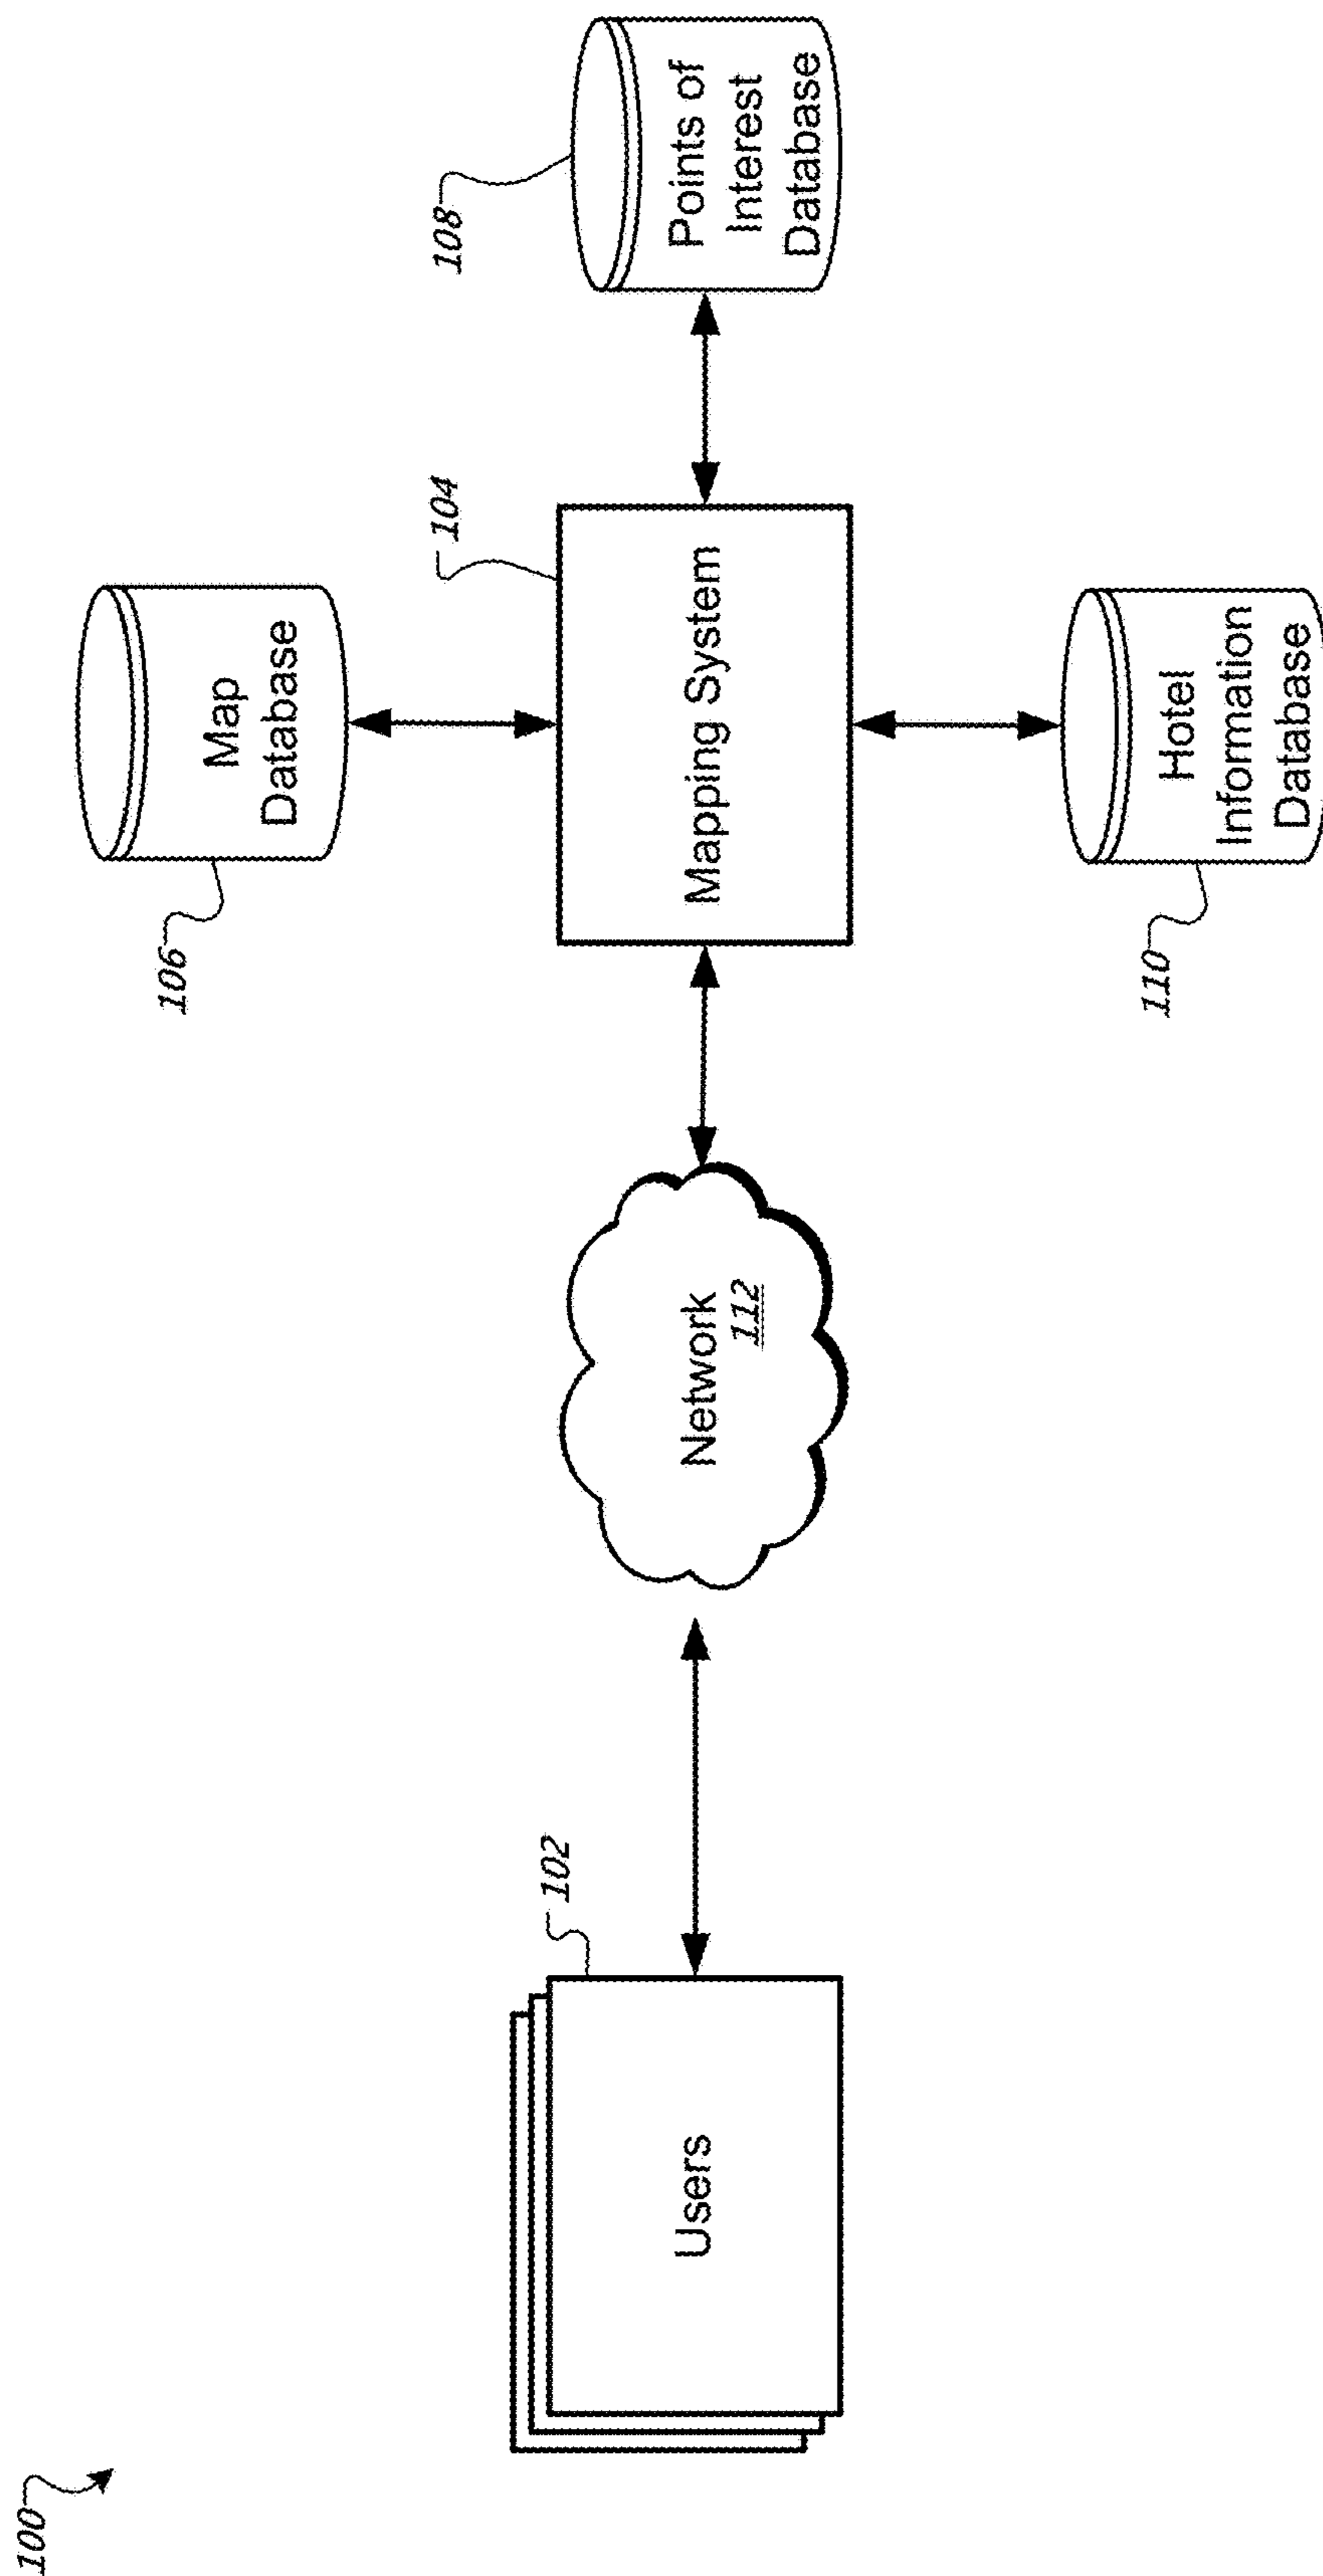 100
106
Map
Database
102
Users
Network
112
104
Mapping System
108
Points of
Interest
Database
110
Hotel
Information
Database